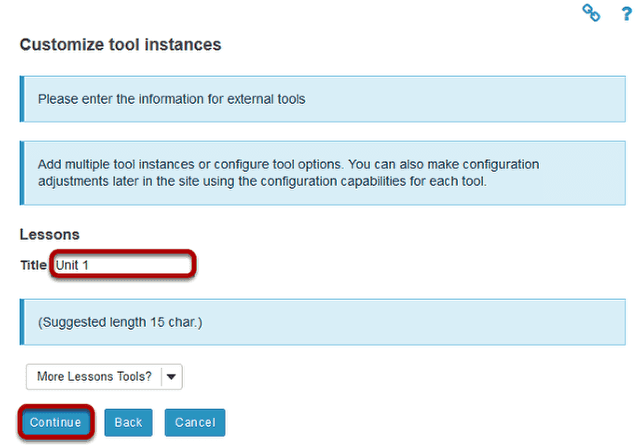 ?
Customize tool instances
Please enter the information for external tools
Add multiple tool instances or configure tool options. You can also make configuration
adjustments later in the site using the configuration capabilities for each tool.
Lessons
Title Unit 1
(Suggested length 15 char.)
More Lessons Tools?
Continue Back Cancel